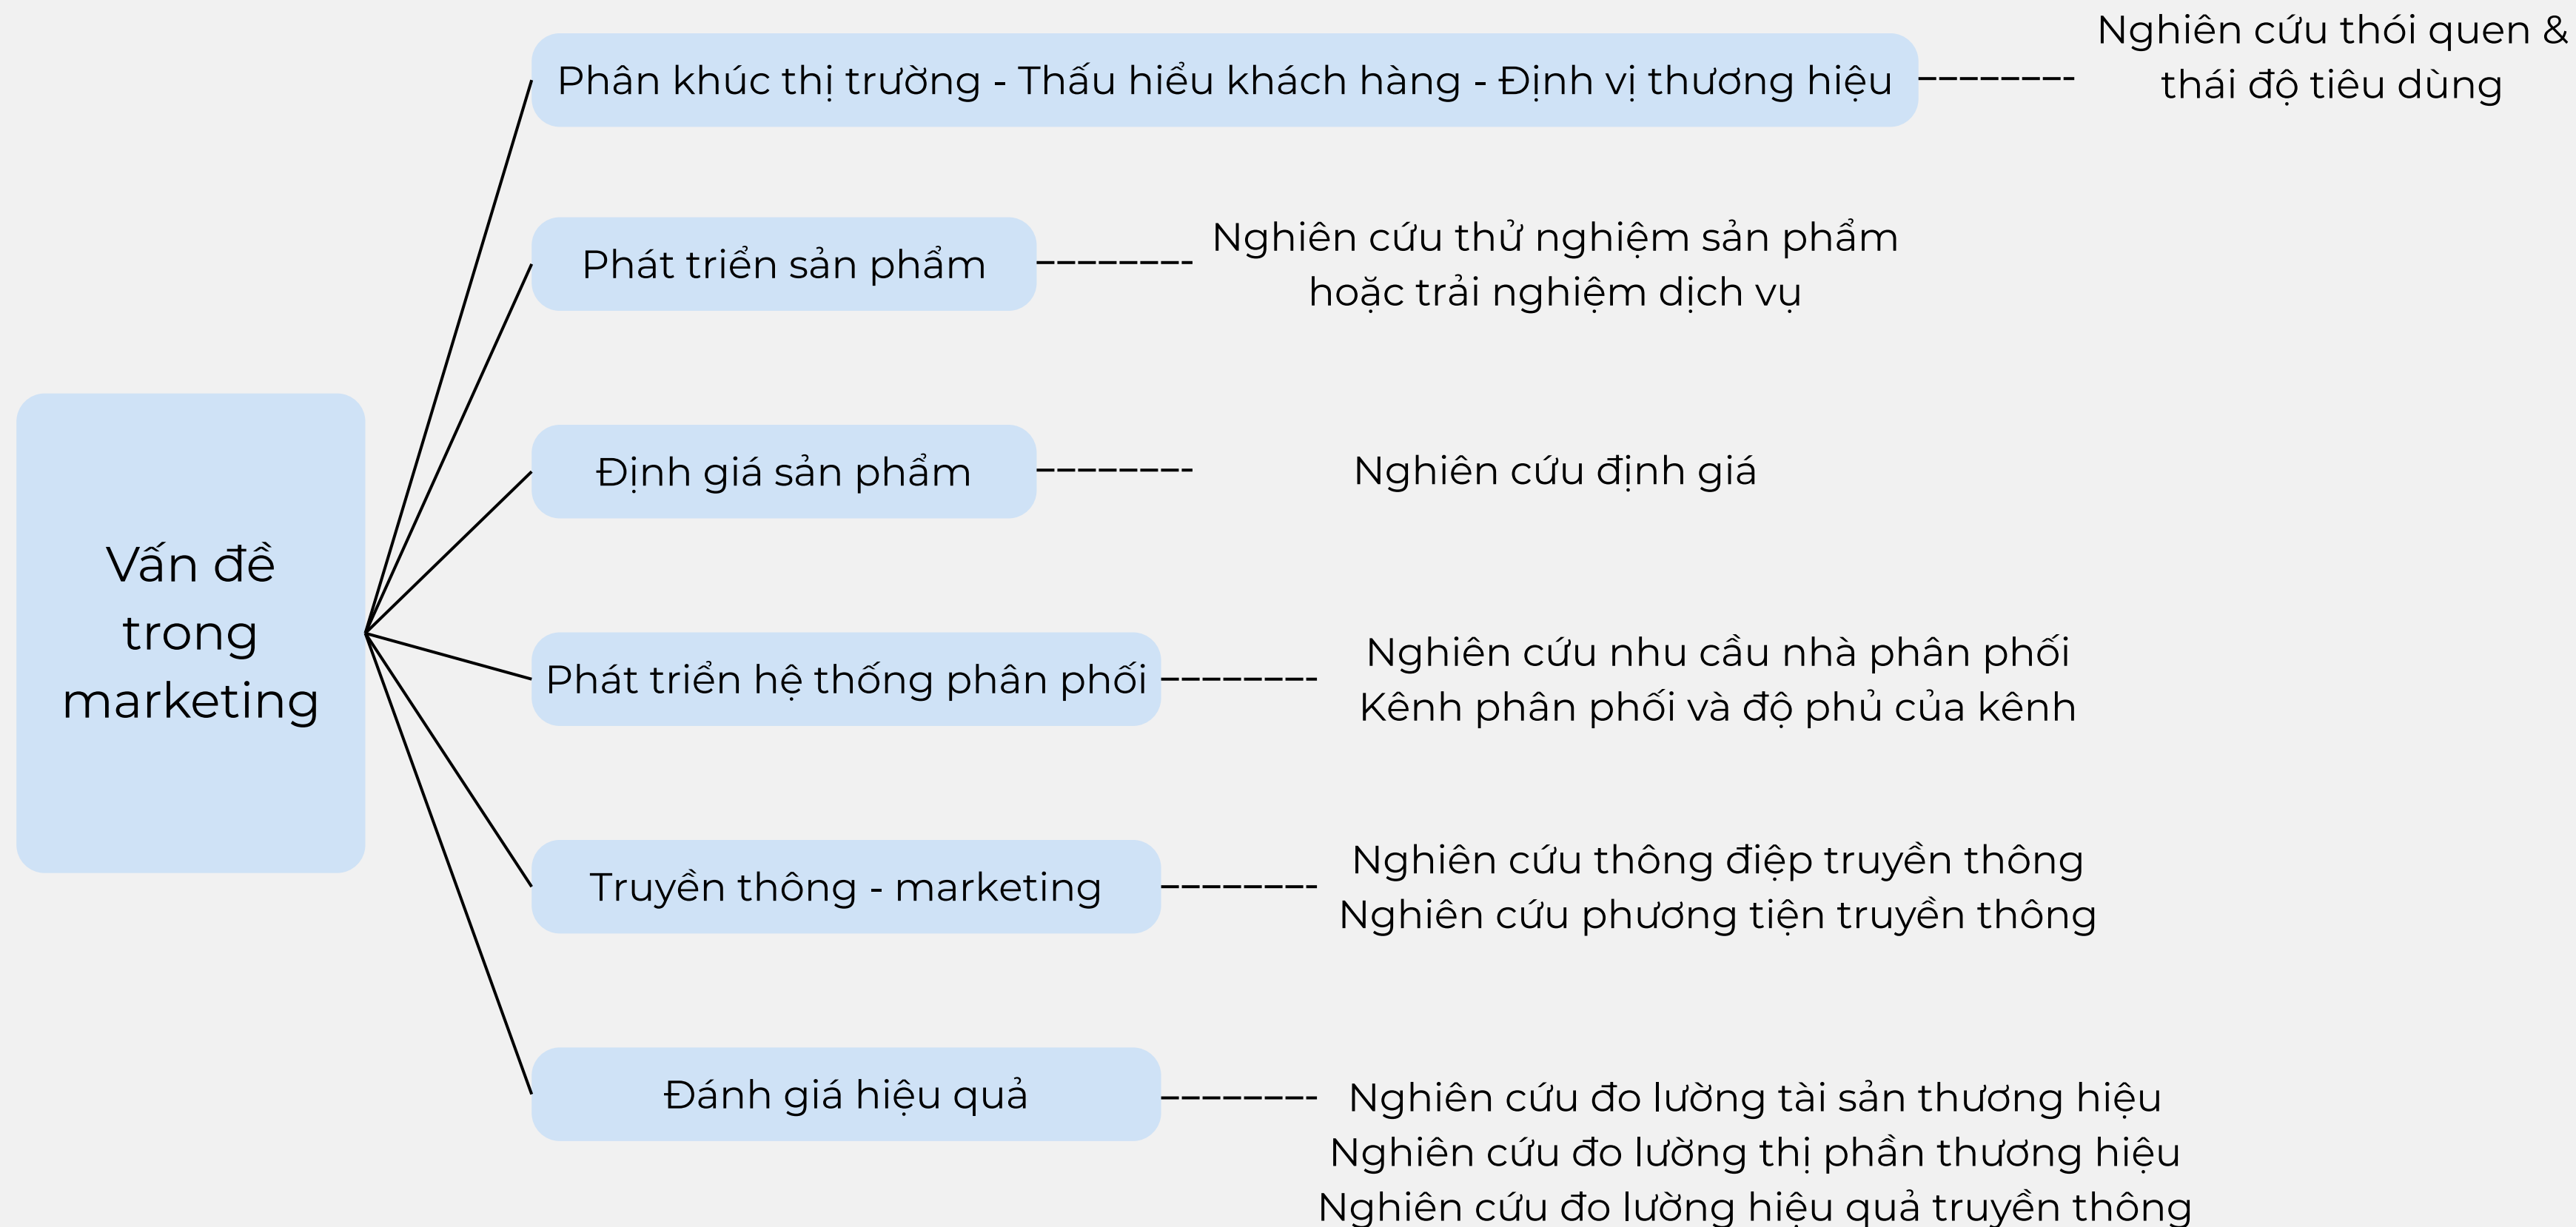 Vấn đề
trong
marketing
Phân khúc thị trường - Thấu hiểu khách hàng - Định vị thương hiệu
Nghiên cứu thói quen &
thái độ tiêu dùng
Phát triển sản phẩm
Nghiên cứu thử nghiệm sản phẩm
hoặc trải nghiệm dịch vụ
Định giá sản phẩm
Nghiên cứu định giá
Phát triển hệ thống phân phối
Nghiên cứu nhu cầu nhà phân phối
Kênh phân phối và độ phủ của kênh
Truyền thông - marketing
Nghiên cứu thông điệp truyền thông
Nghiên cứu phương tiện truyền thông
Đánh giá hiệu quả
Nghiên cứu đo lường tài sản thương hiệu
Nghiên cứu đo lường thị phần thương hiệu
Nghiên cứu đo lường hiệu quả truyền thông